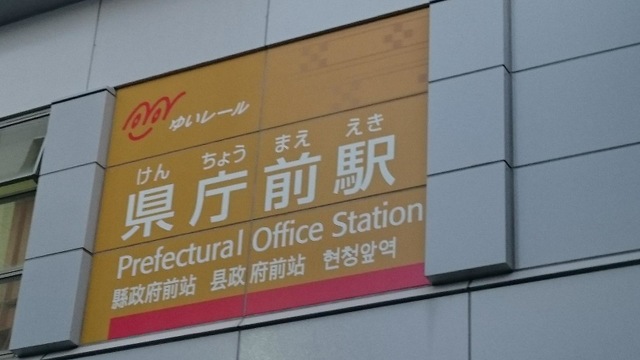 ゆいレール
けん ちょう まえ えき
県庁前駅
Prefectural Office Station
縣政府前站 县政府前站 현청앞역